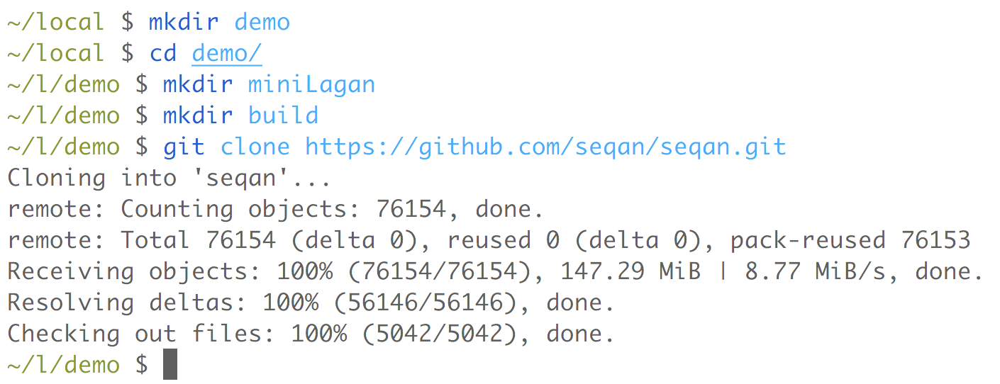 ~/local $ mkdir demo
~/local $ cd demo/
~/l/demo $ mkdir miniLagan
~/l/demo $ mkdir build
~/l/demo $ git clone https://github.com/seqan/seqan.git
Cloning into 'seqan'...
remote: Counting objects: 76154, done.
remote: Total 76154 (delta 0), reused 0 (delta 0), pack-reused 76153
Receiving objects: 100% (76154/76154), 147.29 MiB | 8.77 MiB/s, done.
Resolving deltas: 100% (56146/56146), done.
Checking out files: 100% (5042/5042), done.
~/l/demo $